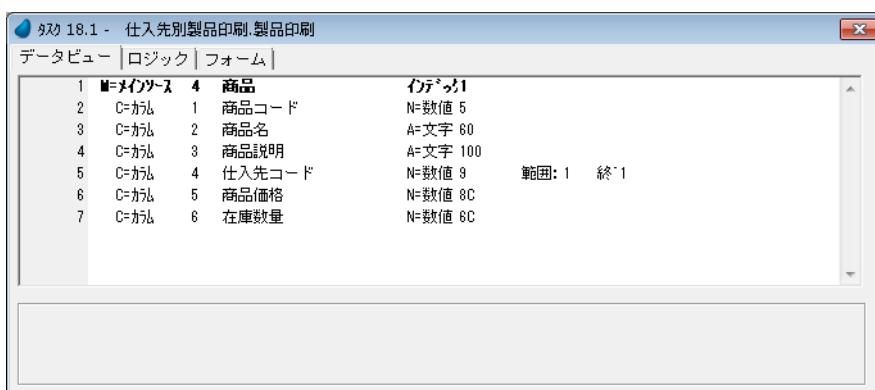 ﾀｽｸ 18.1 - 仕入先別製品印刷.製品印刷
データビュー ロジック フォーム
1 M=ﾒｲﾝｿｰｽ 4 商品 ｲﾝﾃﾞｯｸｽ1
2 C=ｶﾗﾑ 1 商品コード N=数値 5
3 C=ｶﾗﾑ 2 商品名 A=文字 60
4 C=ｶﾗﾑ 3 商品説明 A=文字 100
5 C=ｶﾗﾑ 4 仕入先コード N=数値 9 範囲: 1 終: 1
6 C=ｶﾗﾑ 5 商品価格 N=数値 8C
7 C=ｶﾗﾑ 6 在庫数量 N=数値 6C